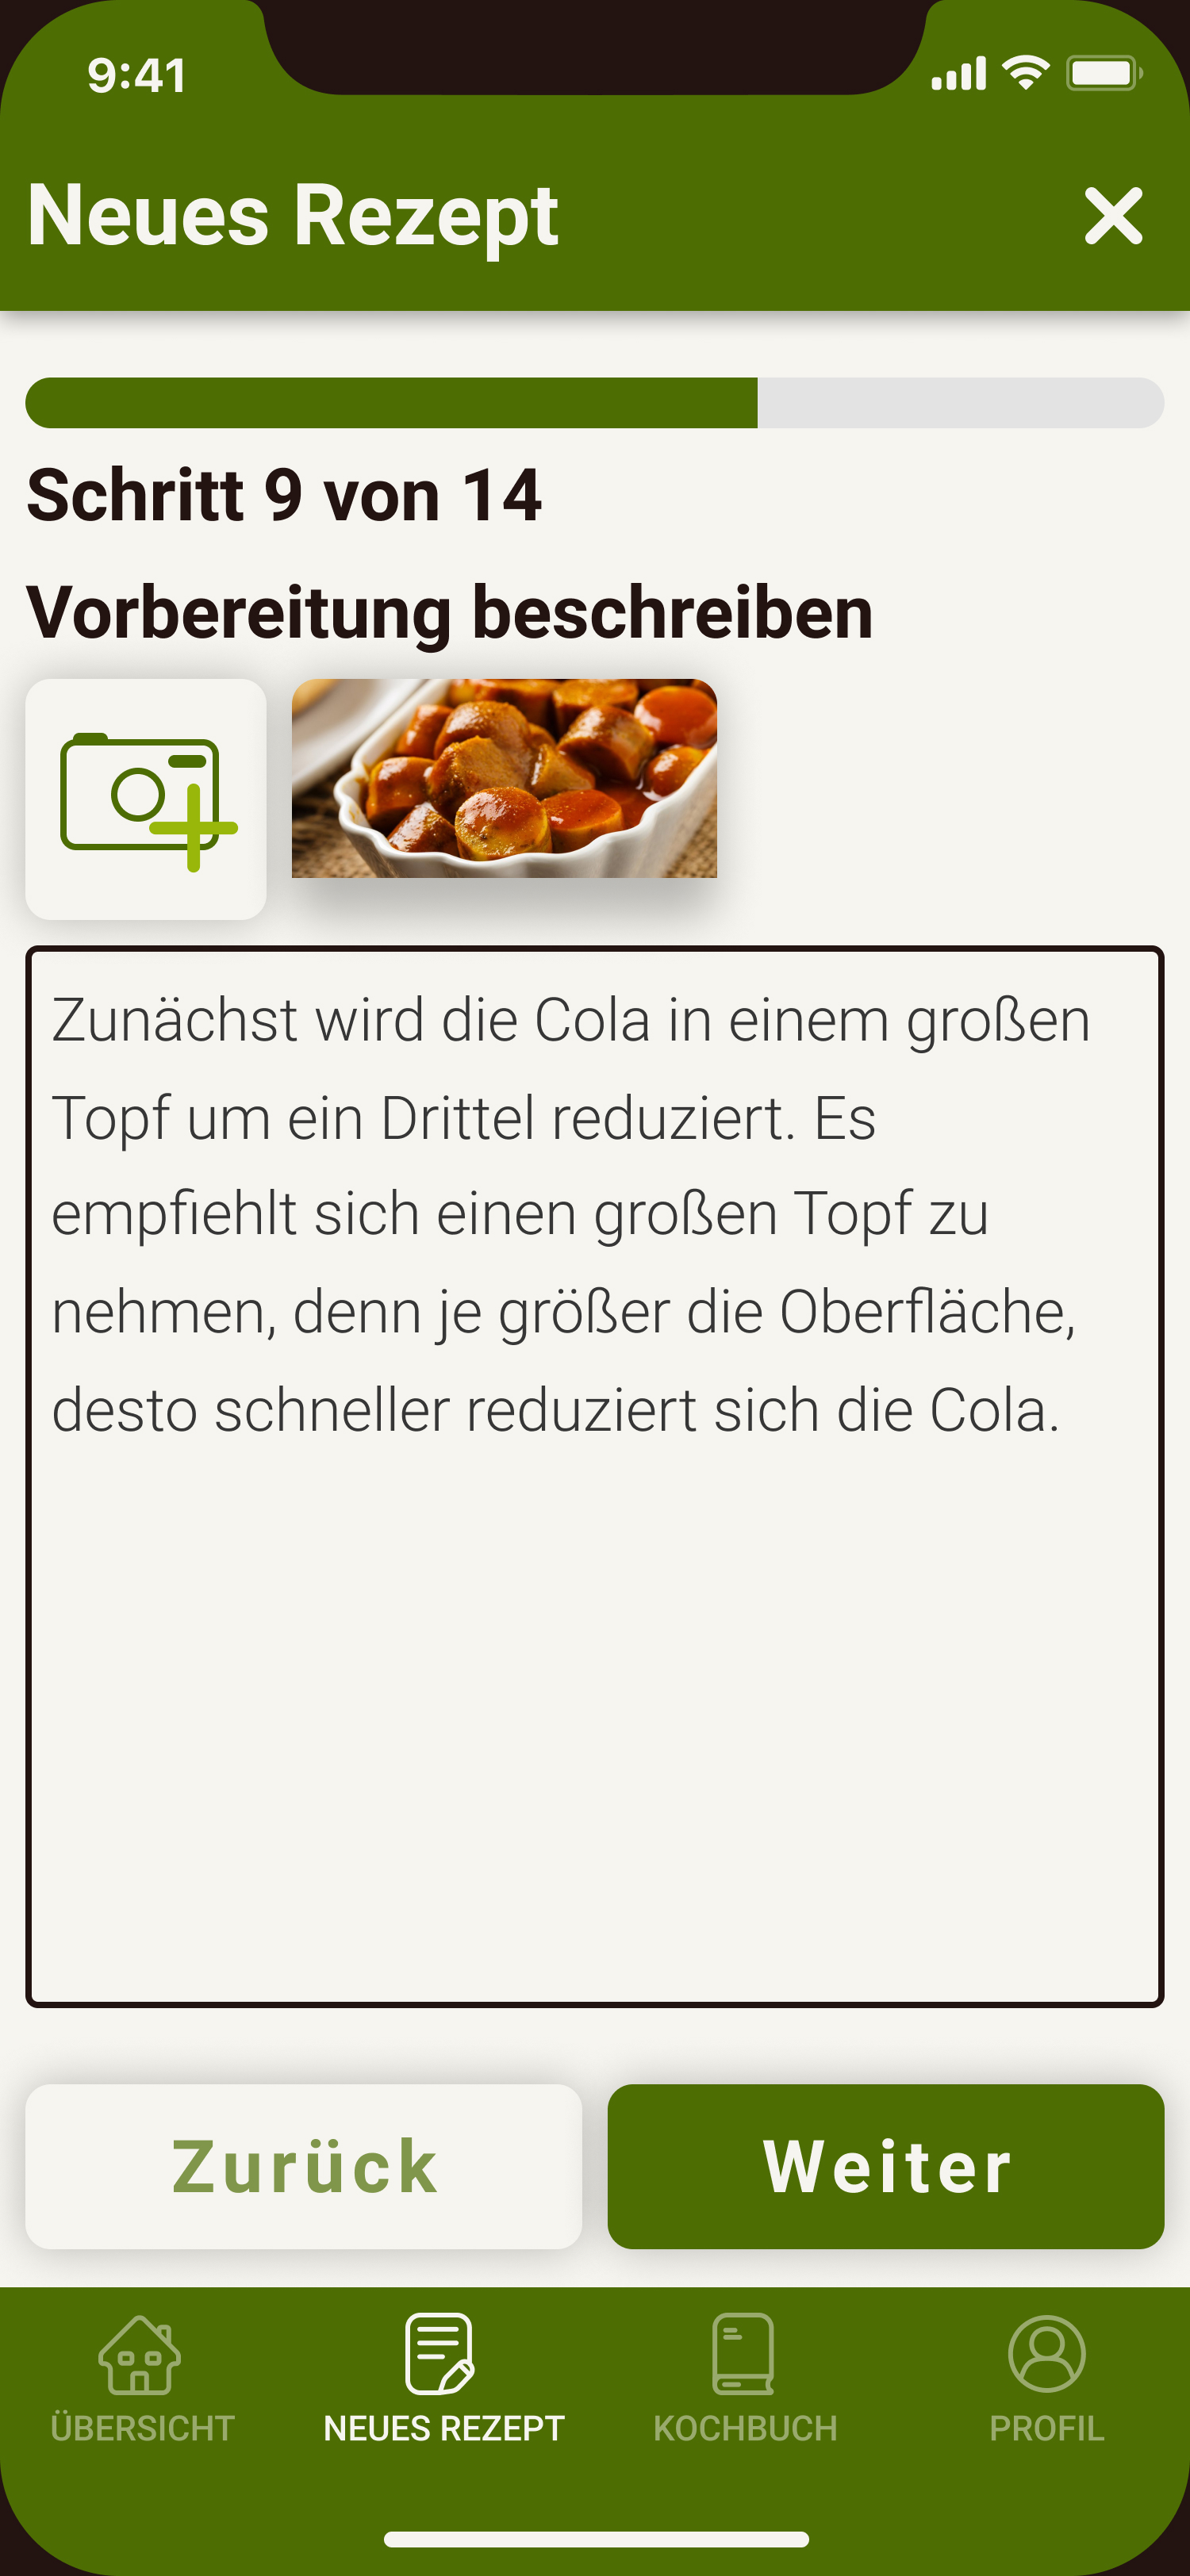 9:41
Neues Rezept
Schritt 9 von 14
Vorbereitung beschreiben
Zunächst wird die Cola in einem großen
Topf um ein Drittel reduziert. Es
empfiehlt sich einen großen Topf zu
nehmen, denn je größer die Oberfläche,
desto schneller reduziert sich die Cola.
Zurück
Weiter
ÜBERSICHT
NEUES REZEPT
KOCHBUCH
PROFIL